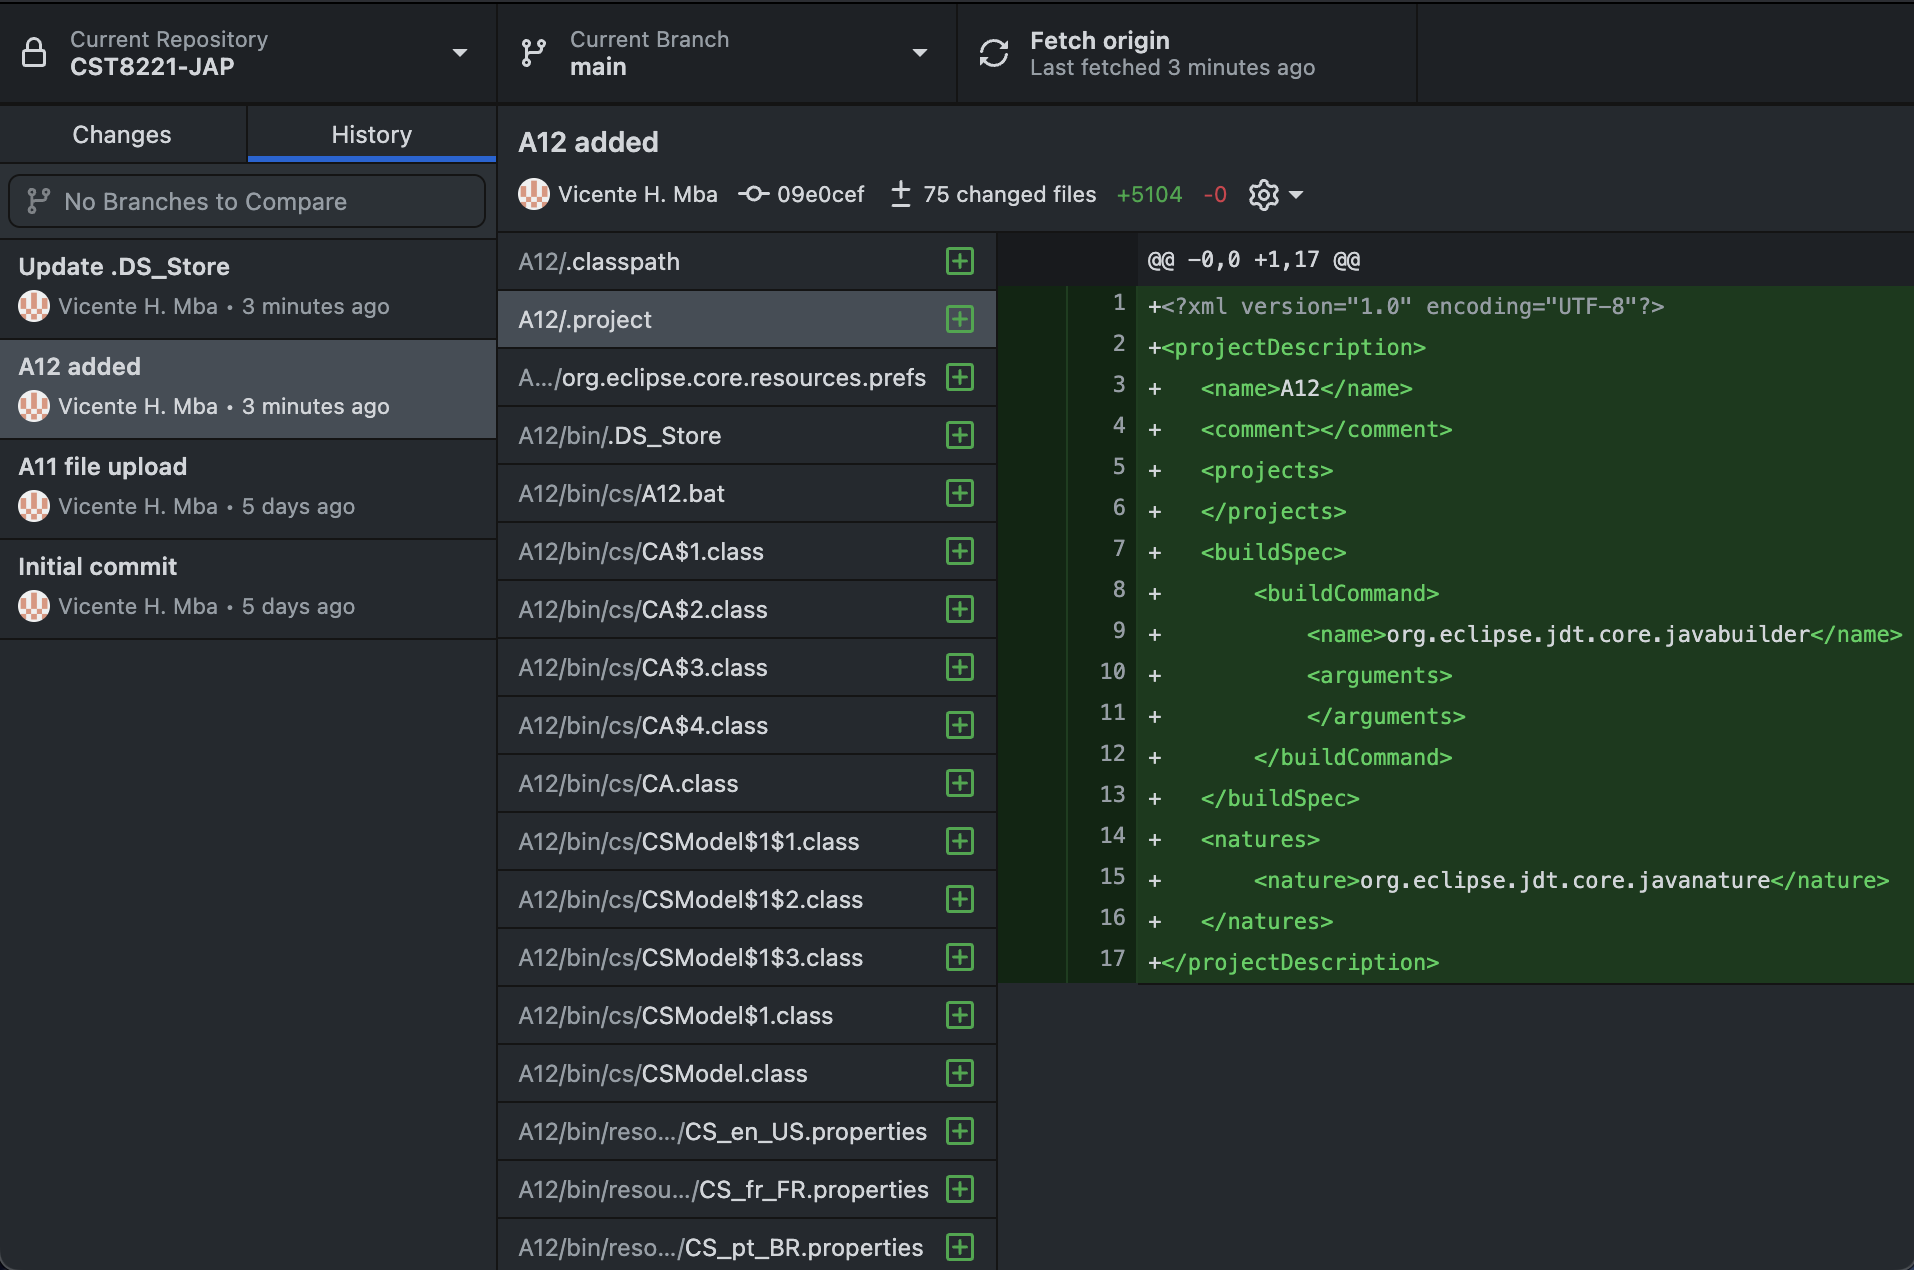 Current Repository
CST8221-JAP
Current Branch
main
Fetch origin
Last fetched 3 minutes ago
Changes
History
No Branches to Compare
Update .DS_Store
Vicente H. Mba • 3 minutes ago
A12 added
Vicente H. Mba • 3 minutes ago
A11 file upload
Vicente H. Mba • 5 days ago
Initial commit
Vicente H. Mba • 5 days ago
A12 added
Vicente H. Mba 09e0cef 75 changed files +5104 -0
A12/.classpath
A12/.project
A.../org.eclipse.core.resources.prefs
A12/bin/.DS_Store
A12/bin/cs/A12.bat
A12/bin/cs/CA$1.class
A12/bin/cs/CA$2.class
A12/bin/cs/CA$3.class
A12/bin/cs/CA$4.class
A12/bin/cs/CA.class
A12/bin/cs/CSModel$1$1.class
A12/bin/cs/CSModel$1$2.class
A12/bin/cs/CSModel$1$3.class
A12/bin/cs/CSModel$1.class
A12/bin/cs/CSModel.class
A12/bin/reso.../CS_en_US.properties
A12/bin/resou.../CS_fr_FR.properties
A12/bin/reso.../CS_pt_BR.properties
@@ -0,0 +1,17 @@
1 +<?xml version="1.0" encoding="UTF-8"?>
2 +<projectDescription>
3 +   <name>A12</name>
4 +   <comment></comment>
5 +   <projects>
6 +   </projects>
7 +   <buildSpec>
8 +       <buildCommand>
9 +           <name>org.eclipse.jdt.core.javabuilder</name>
10 +           <arguments>
11 +           </arguments>
12 +       </buildCommand>
13 +   </buildSpec>
14 +   <natures>
15 +       <nature>org.eclipse.jdt.core.javanature</nature>
16 +   </natures>
17 +</projectDescription>